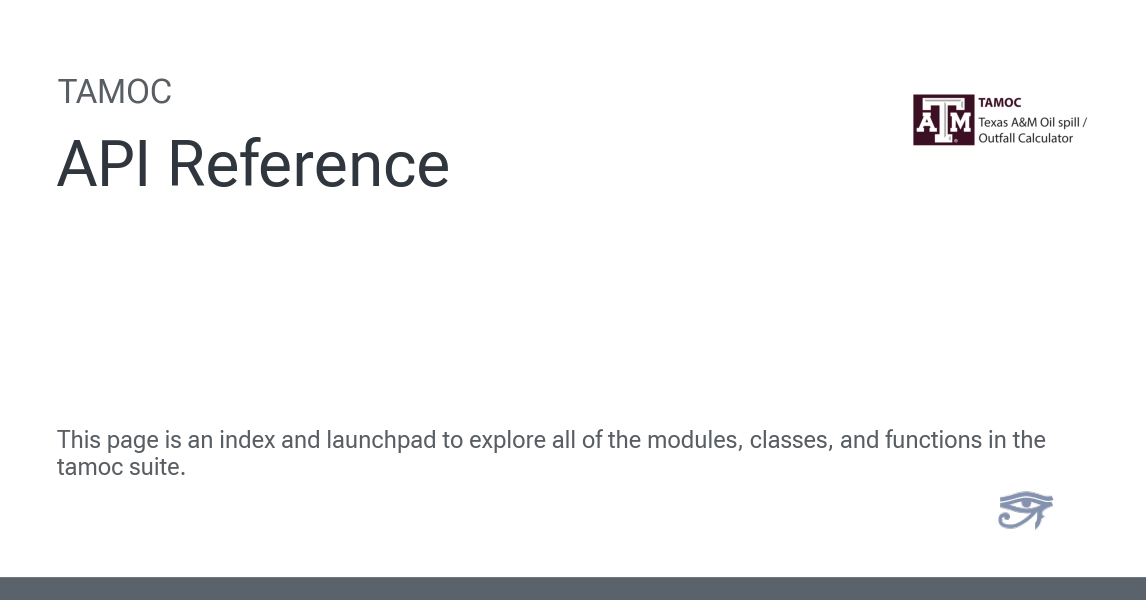 TAMOC
API Reference
ATM
TAMOC
Texas A&M Oil spill /
Outfall Calculator
This page is an index and launchpad to explore all of the modules, classes, and functions in the
tamoc suite.